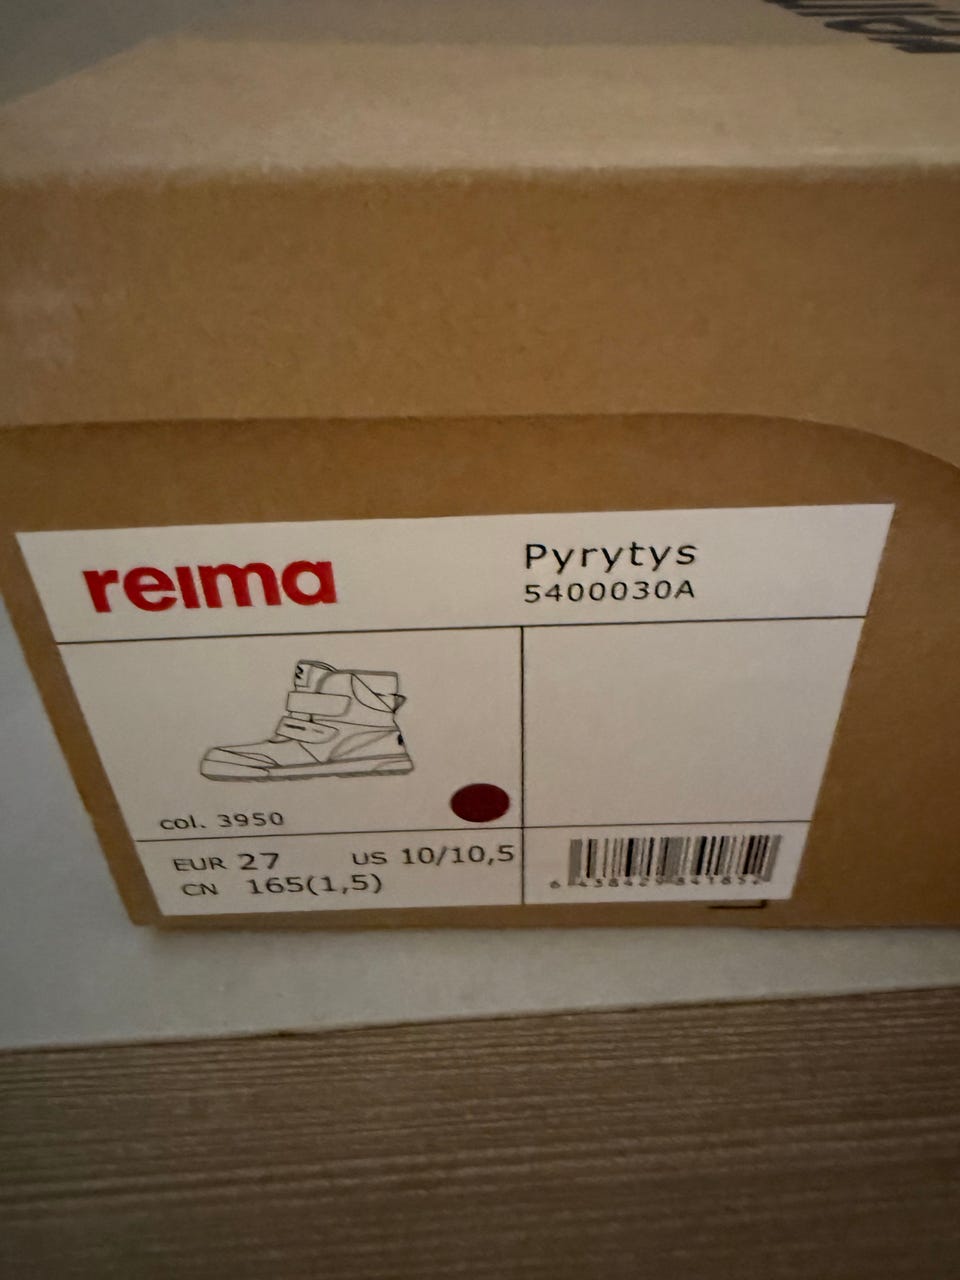 reima
Pyrytys
5400030A
col. 3950
EUR 27 US 10/10,5
CN 165(1,5)